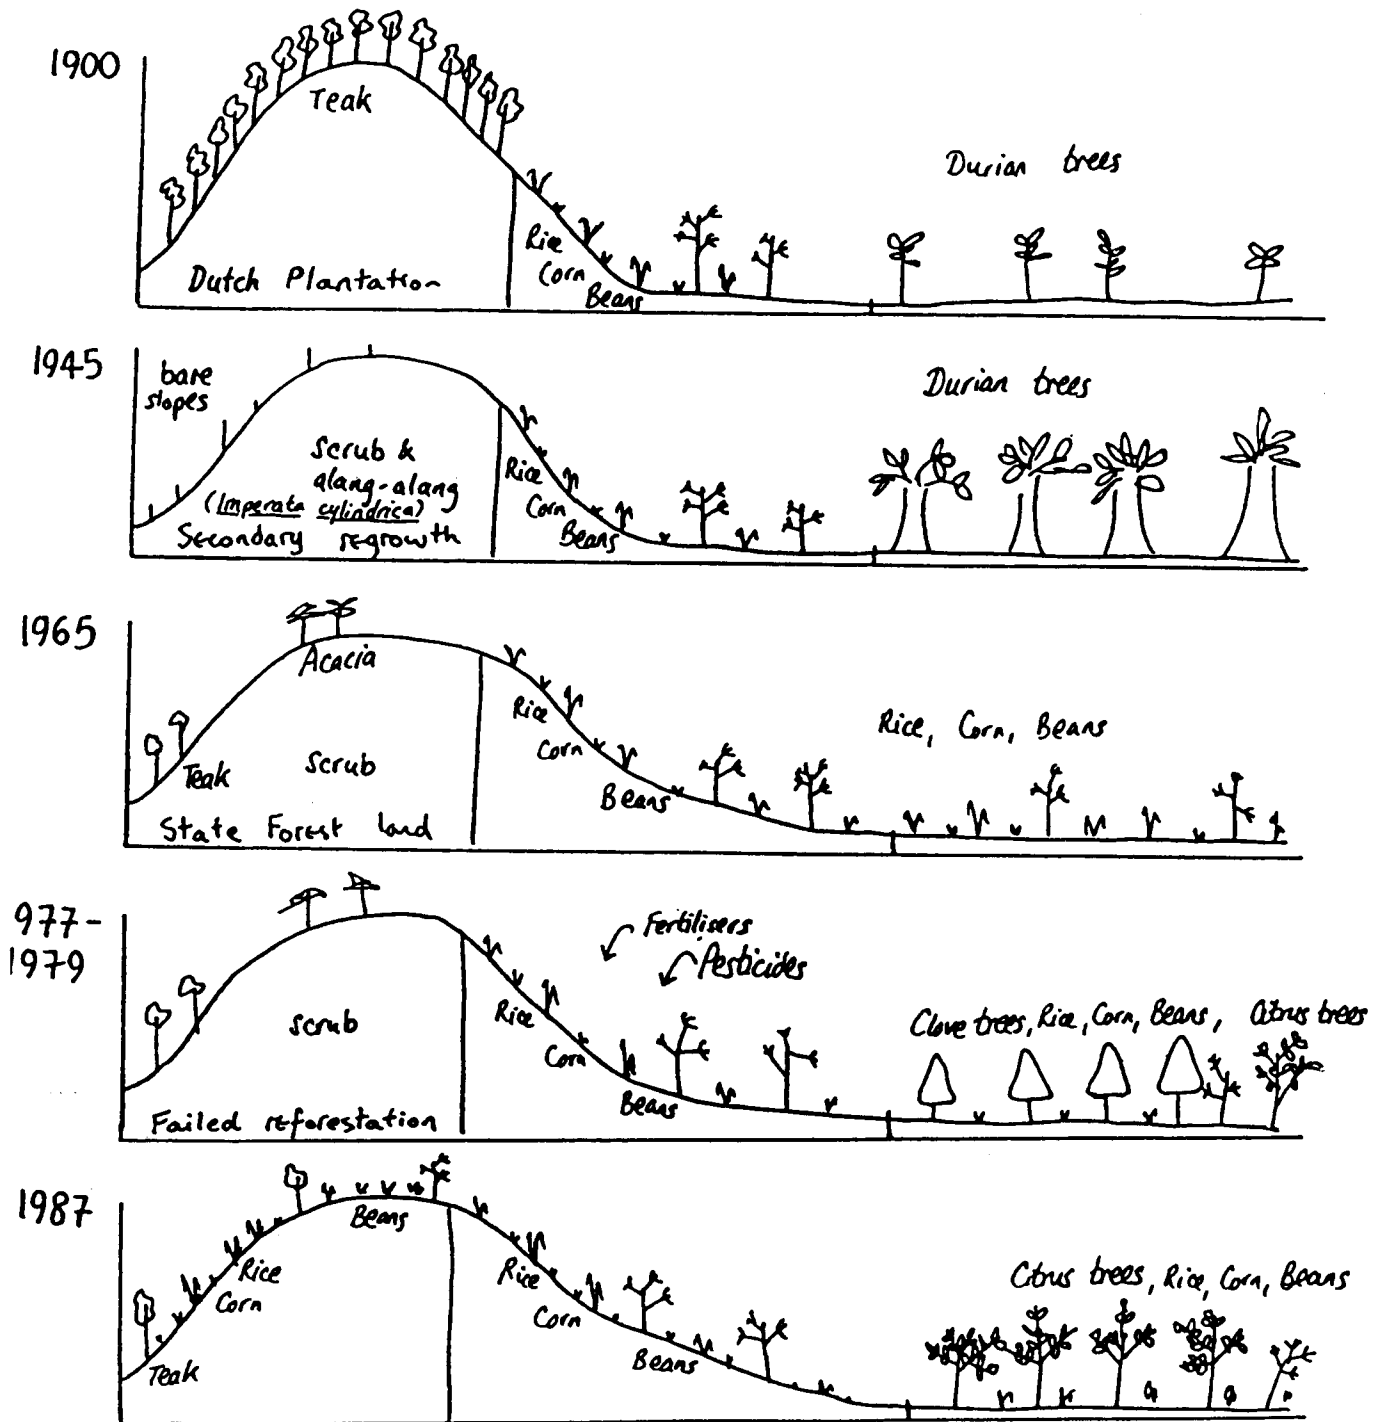 1900
Teak
Durian trees
Rice
Corn
Beans
Dutch Plantation
1945
bare
slopes
Durian trees
Scrub &
alang-alang
(Imperata cylindrica)
Secondary regrowth
Rice
Corn
Beans
1965
Acacia
Rice
Corn
Beans
Rice, Corn, Beans
Teak
Scrub
State Forest land
977-
1979
Fertilisers
Pesticides
Scrub
Rice
Corn
Beans
Clove trees, Rice, Corn, Beans, Citrus trees
Failed reforestation
1987
Beans
Rice
Corn
Teak
Rice
Corn
Beans
Citrus trees, Rice, Corn, Beans